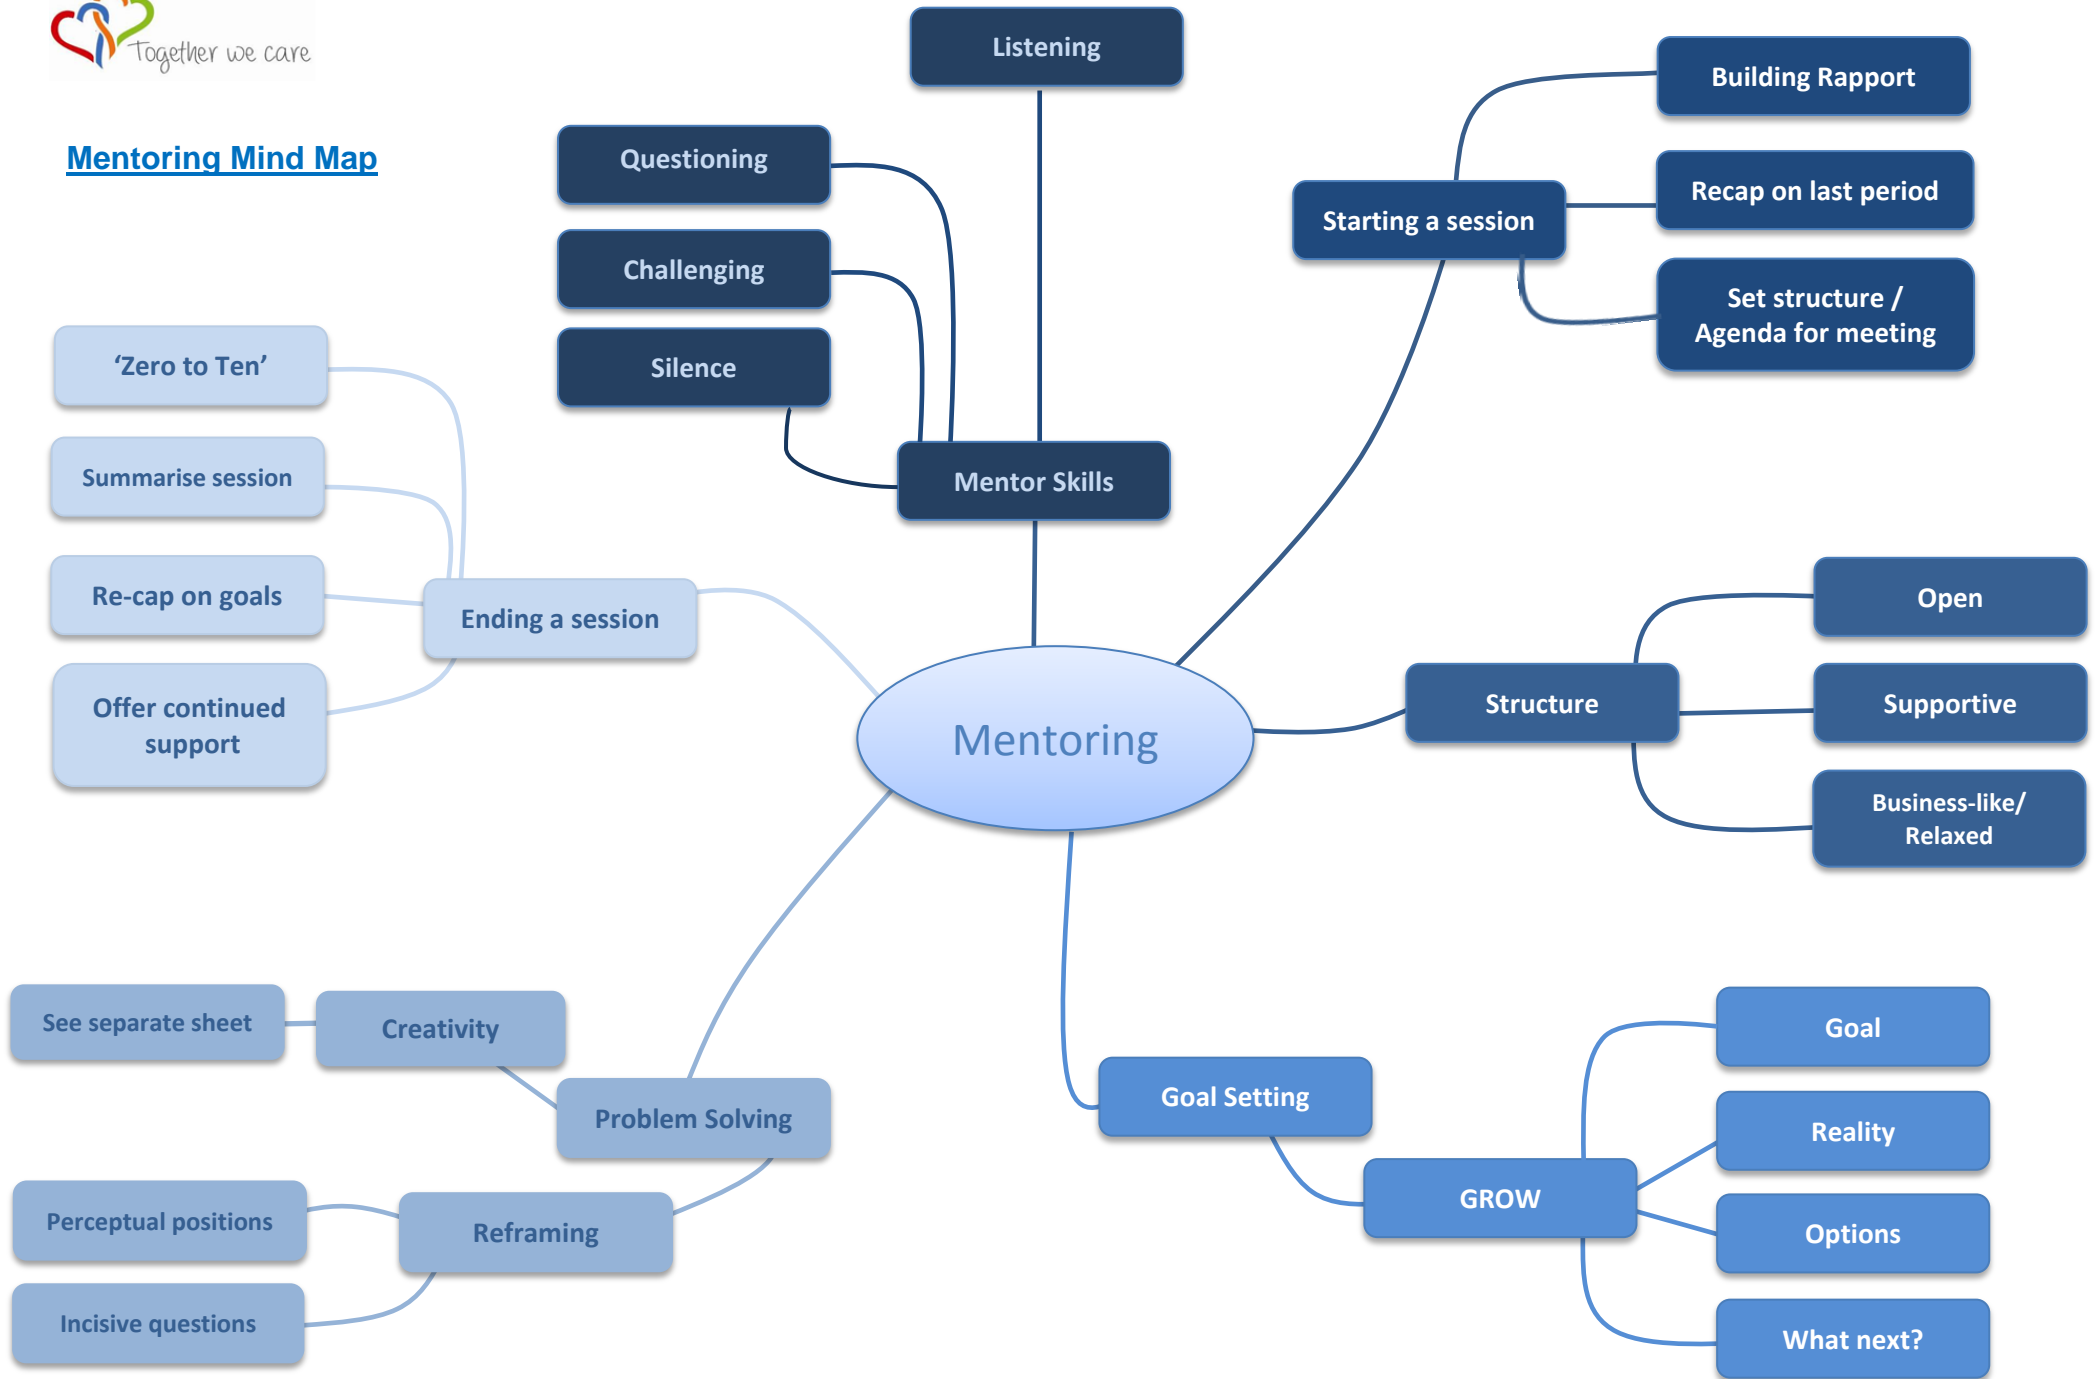 Together we care
Mentoring Mind Map
Listening
Questioning
Challenging
Silence
Mentor Skills
Building Rapport
Recap on last period
Starting a session
Set structure /
Agenda for meeting
‘Zero to Ten’
Summarise session
Re-cap on goals
Offer continued
support
Ending a session
Mentoring
Structure
Open
Supportive
Business-like/
Relaxed
See separate sheet
Creativity
Problem Solving
Perceptual positions
Reframing
Incisive questions
Goal Setting
GROW
Goal
Reality
Options
What next?